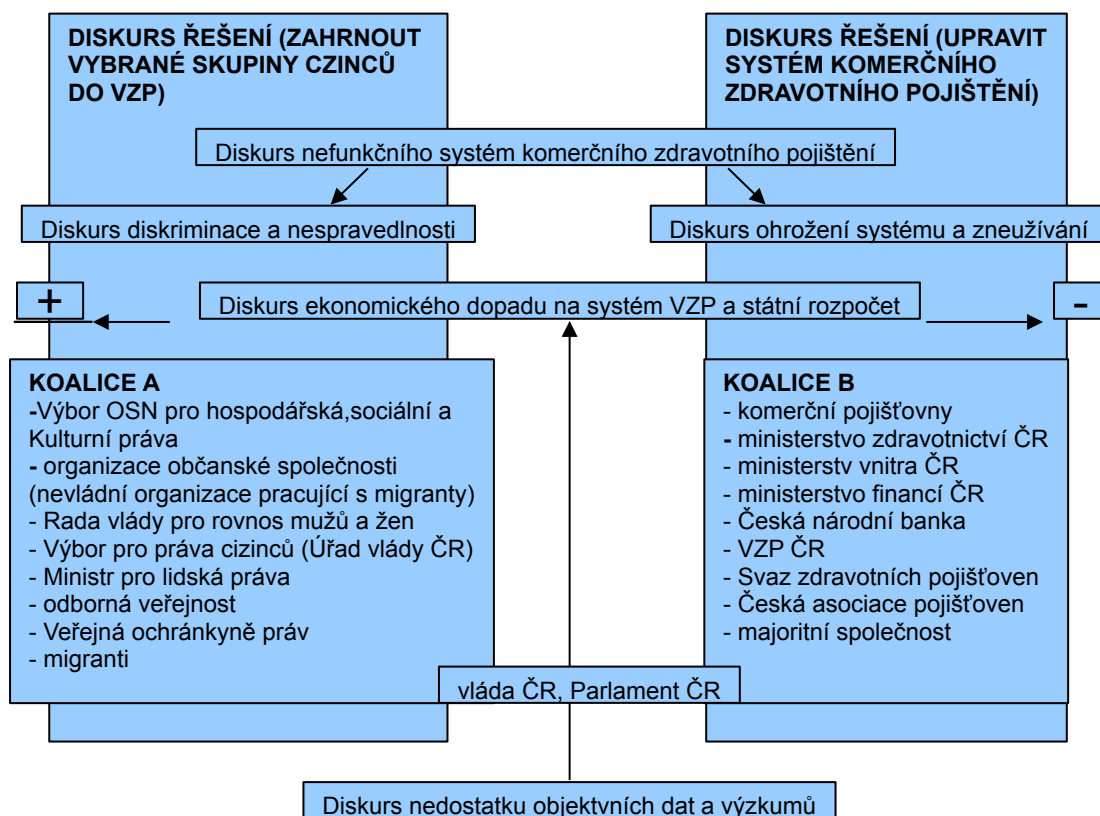 DISKURS ŘEŠENÍ (ZAHRNOUT
VYBRANÉ SKUPINY CZINCŮ
DO VZP)
DISKURS ŘEŠENÍ (UPRAVIT
SYSTÉM KOMERČNÍHO
ZDRAVOTNÍHO POJIŠTĚNÍ)
Diskurs nefunkčního systém komerčního zdravotního pojištění
Diskurs diskriminace a nespravedlnosti
Diskurs ohrožení systému a zneužívání
+
Diskurs ekonomického dopadu na systém VZP a státní rozpočet
-
KOALICE A
-Výbor OSN pro hospodářská,sociální a
Kulturní práva
- organizace občanské společnosti
(nevládní organizace pracující s migranty)
- Rada vlády pro rovnos mužů a žen
- Výbor pro práva cizinců (Úřad vlády ČR)
- Ministr pro lidská práva
- odborná veřejnost
- Veřejná ochránkyně práv
- migranti
KOALICE B
- komerční pojišťovny
- ministerstvo zdravotnictví ČR
- ministerstv vnitra ČR
- ministerstvo financí ČR
- Česká národní banka
- VZP ČR
- Svaz zdravotních pojišťoven
- Česká asociace pojišťoven
- majoritní společnost
vláda ČR, Parlament ČR
Diskurs nedostatku objektvních dat a výzkumů